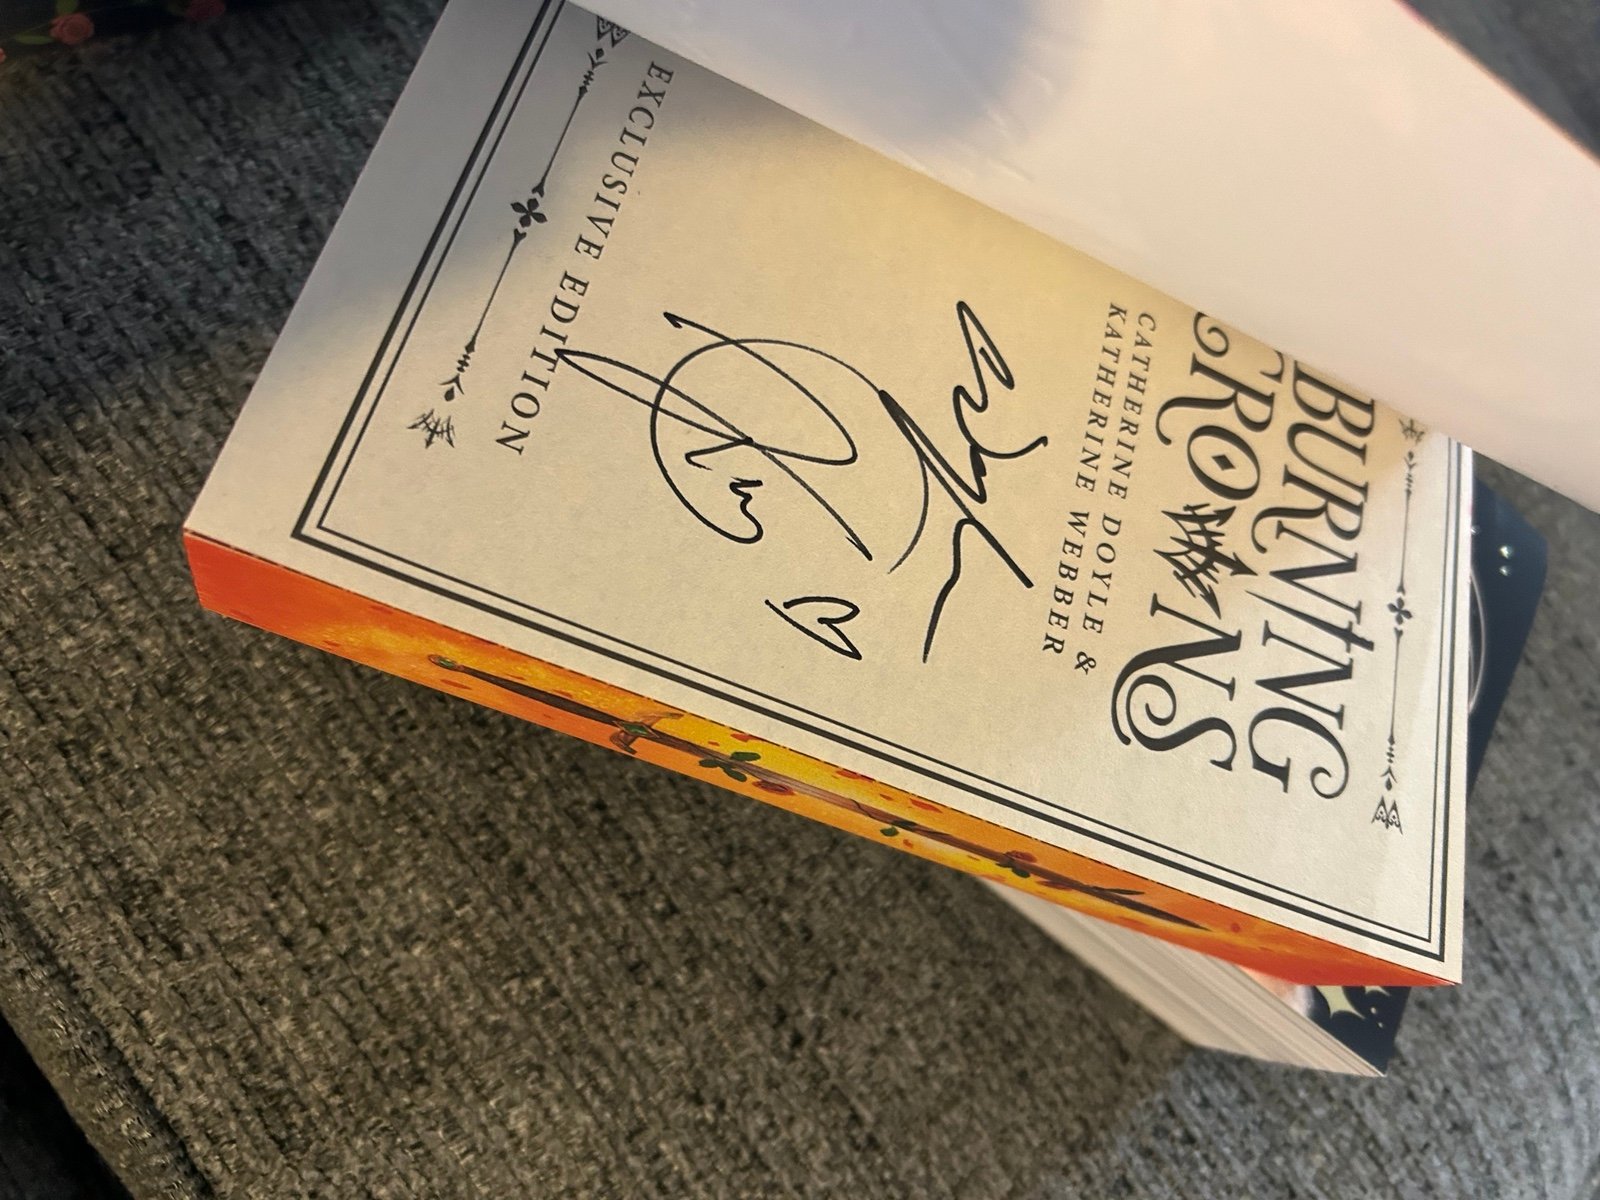 BURNING
CROWNS
CATHERINE DOYLE &
KATHERINE WEBBER
EXCLUSIVE EDITION